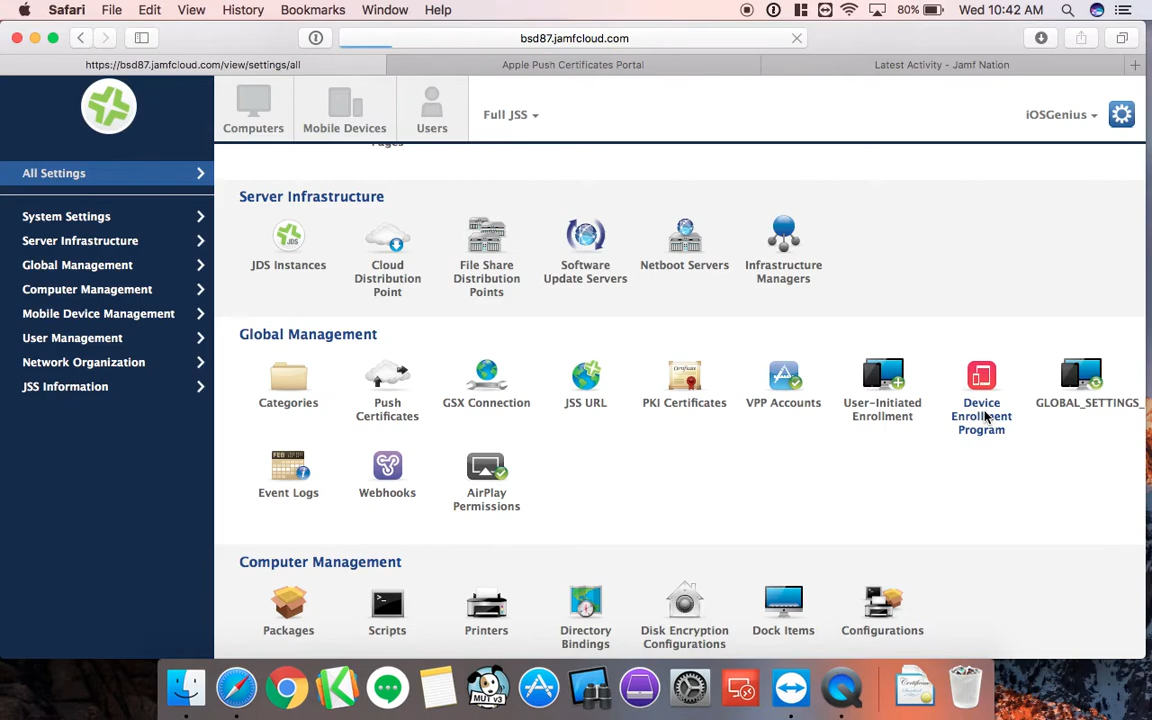 Safari File Edit View History Bookmarks Window Help 80% Wed 10:42 AM
bsd87.jamfcloud.com
https://bsd87.jamfcloud.com/view/settings/all Apple Push Certificates Portal Latest Activity - Jamf Nation
Computers Mobile Devices Users Full JSS iOSGenius
Pages
All Settings
System Settings
Server Infrastructure
Global Management
Computer Management
Mobile Device Management
User Management
Network Organization
JSS Information
Server Infrastructure
JDS
JDS Instances
Cloud
Distribution
Point
File Share
Distribution
Points
Software
Update Servers
Netboot Servers
Infrastructure
Managers
Global Management
Categories
Push
Certificates
GSX Connection
JSS URL
Certificate
PKI Certificates
VPP Accounts
User-Initiated
Enrollment
Device
Enrollment
Program
GLOBAL_SETTINGS_
Event Logs
Webhooks
AirPlay
Permissions
Computer Management
Packages
Scripts
Printers
Directory
Bindings
Disk Encryption
Configurations
Dock Items
Configurations
MUT v3